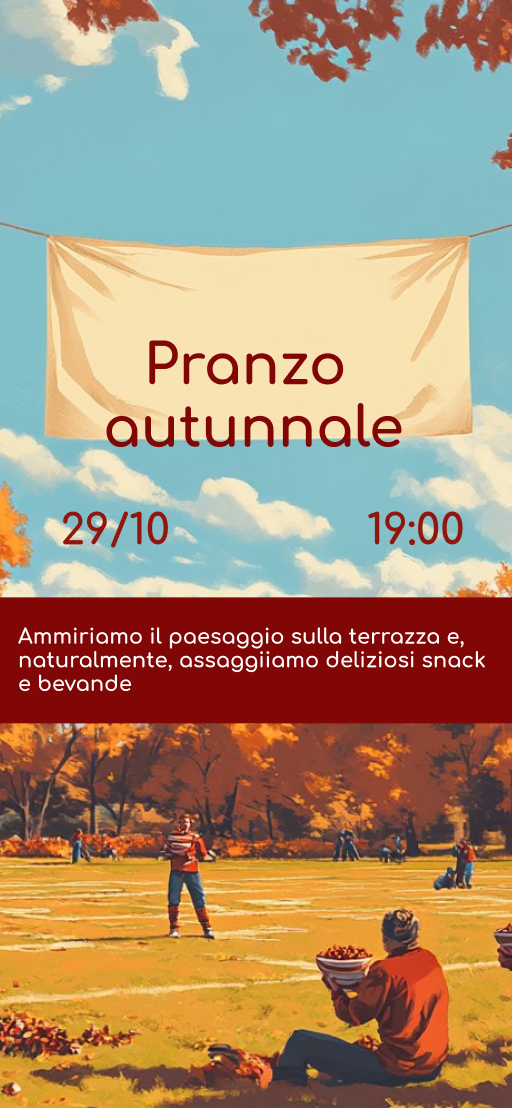 Pranzo
autunnale
29/10
19:00
Ammiriamo il paesaggio sulla terrazza e,
naturalmente, assaggiiamo deliziosi snack
e bevande